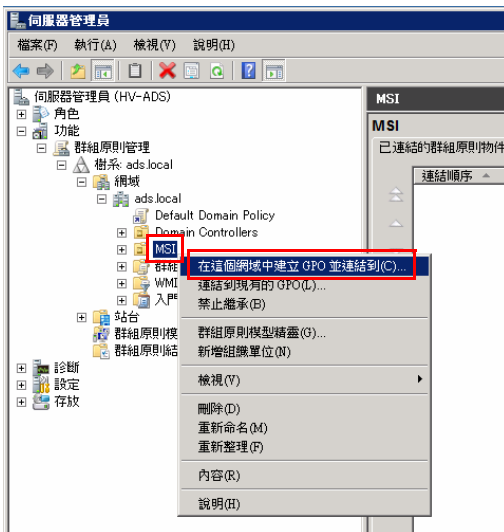 伺服器管理員
檔案(F) 執行(A) 檢視(V) 說明(H)
伺服器管理員 (HV-ADS)
角色
功能
群組原則管理
樹系: ads.local
網域
ads.local
Default Domain Policy
Domain Controllers
MSI
群組
WMI
入門
站台
群組原則模
群組原則結
診斷
設定
存放
MSI
MSI
已連結的群組原則物件
連結順序
在這個網域中建立 GPO 並連結到(C)...
連結到現有的 GPO(L)...
禁止繼承(B)
群組原則模型精靈(G)...
新增組織單位(N)
檢視(V)
刪除(D)
重新命名(M)
重新整理(F)
內容(R)
說明(H)